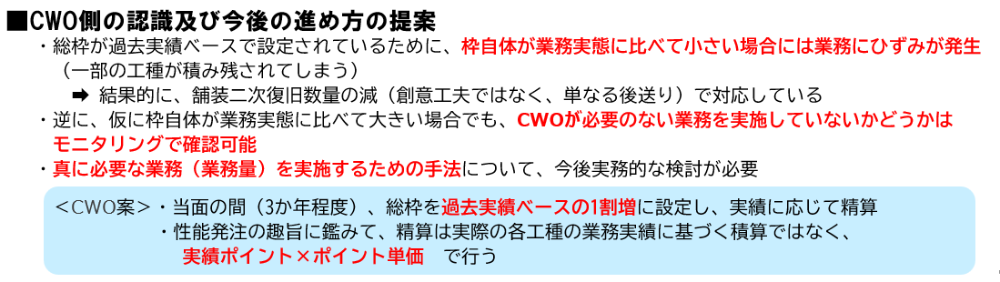 ■CWO側の認識及び今後の進め方の提案
・総枠が過去実績ベースで設定されているために、枠自体が業務実態に比べて小さい場合には業務にひずみが発生
（一部の工種が積み残されてしまう）
➡ 結果的に、舗装二次復旧数量の減（創意工夫ではなく、単なる後送り）で対応している
・逆に、仮に枠自体が業務実態に比べて大きい場合でも、CWOが必要のない業務を実施していないかどうかは
モニタリングで確認可能
・真に必要な業務（業務量）を実施するための手法について、今後実務的な検討が必要
＜CWO案＞・当面の間（3か年程度）、総枠を過去実績ベースの1割増に設定し、実績に応じて精算
・性能発注の趣旨に鑑みて、精算は実際の各工種の業務実績に基づく積算ではなく、
実績ポイント×ポイント単価　で行う